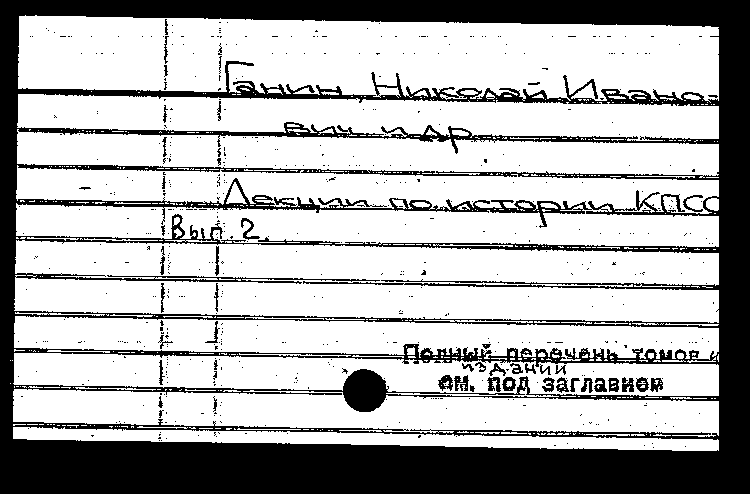 Ганин Николай Ивано-
вич и др.
Лекции по истории КПСС
Вып. 2.
Полный перечень томов и
изданий
см. под заглавием